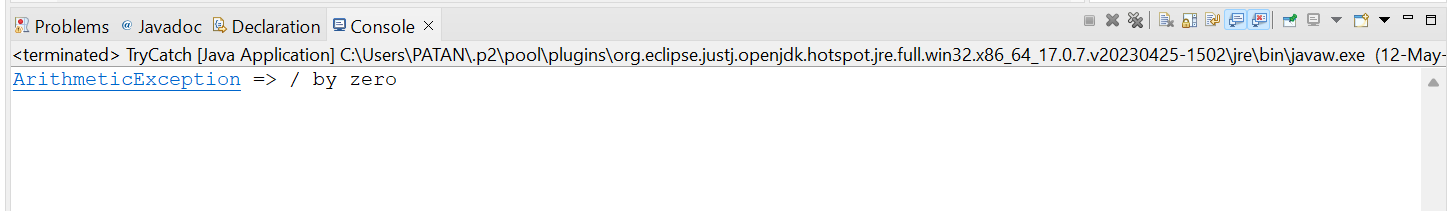 Problems @ Javadoc Declaration Console
<terminated> TryCatch [Java Application] C:\Users\PATAN\.p2\pool\plugins\org.eclipse.justj.openjdk.hotspot.jre.full.win32.x86_64_17.0.7.v20230425-1502\jre\bin\javaw.exe (12-May-
ArithmeticException => / by zero